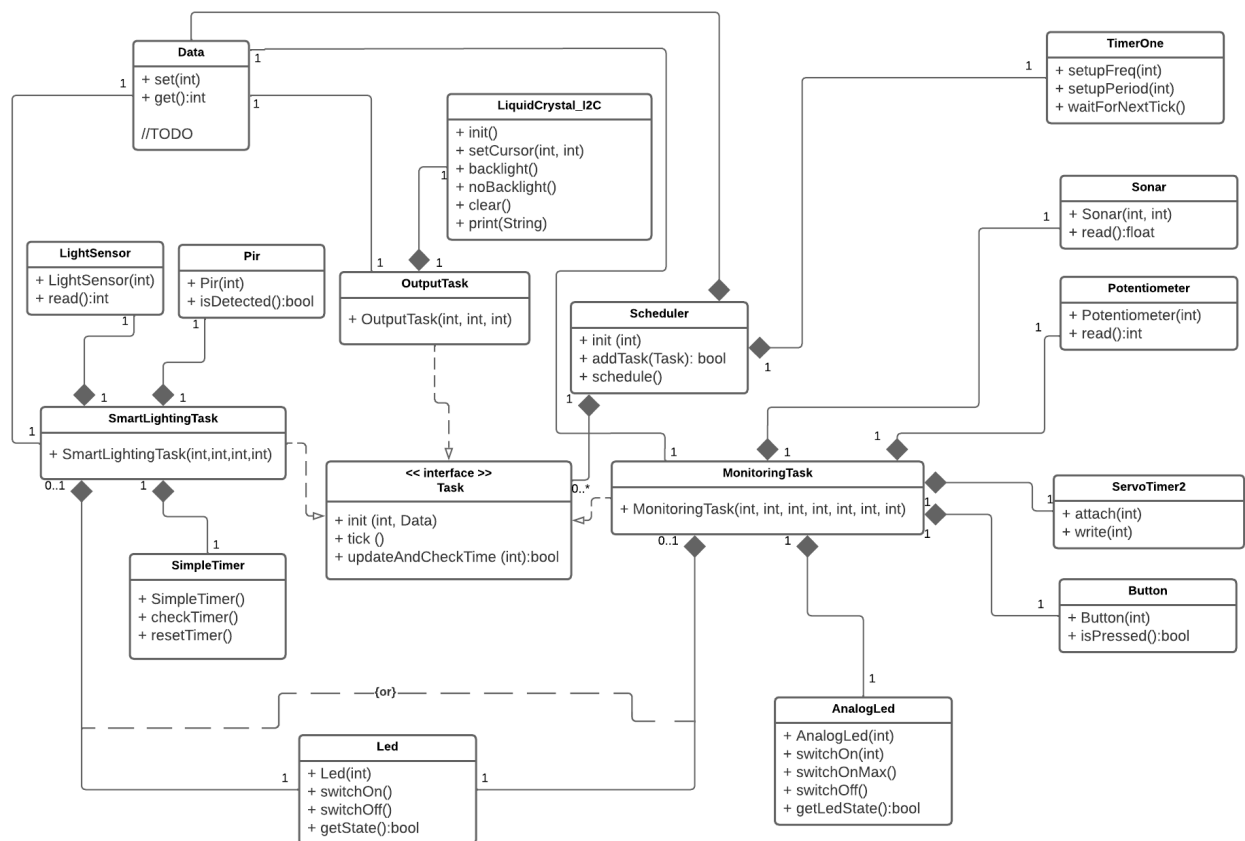 Data
+ set(int)
+ get():int
//TODO
1
1
1
LiquidCrystal_I2C
+ init()
+ setCursor(int, int)
+ backlight()
+ noBacklight()
+ clear()
+ print(String)
1
TimerOne
+ setupFreq(int)
+ setupPeriod(int)
+ waitForNextTick()
1
Sonar
+ Sonar(int, int)
+ read():float
1
LightSensor
+ LightSensor(int)
+ read():int
1
Pir
+ Pir(int)
+ isDetected():bool
1
1
1
OutputTask
+ OutputTask(int, int, int)
Scheduler
+ init (int)
+ addTask(Task): bool
+ schedule()
1
1
Potentiometer
+ Potentiometer(int)
+ read():int
1
1
1
1
SmartLightingTask
+ SmartLightingTask(int,int,int,int)
0..1
1
<< interface >>
Task
+ init (int, Data)
+ tick ()
+ updateAndCheckTime (int):bool
0..*
1
1
1
MonitoringTask
+ MonitoringTask(int, int, int, int, int, int, int)
1
1
0..1
1
ServoTimer2
+ attach(int)
+ write(int)
1
SimpleTimer
+ SimpleTimer()
+ checkTimer()
+ resetTimer()
1
Button
+ Button(int)
+ isPressed():bool
1
{or}
Led
+ Led(int)
+ switchOn()
+ switchOff()
+ getState():bool
1
1
AnalogLed
+ AnalogLed(int)
+ switchOn(int)
+ switchOnMax()
+ switchOff()
+ getLedState():bool
1